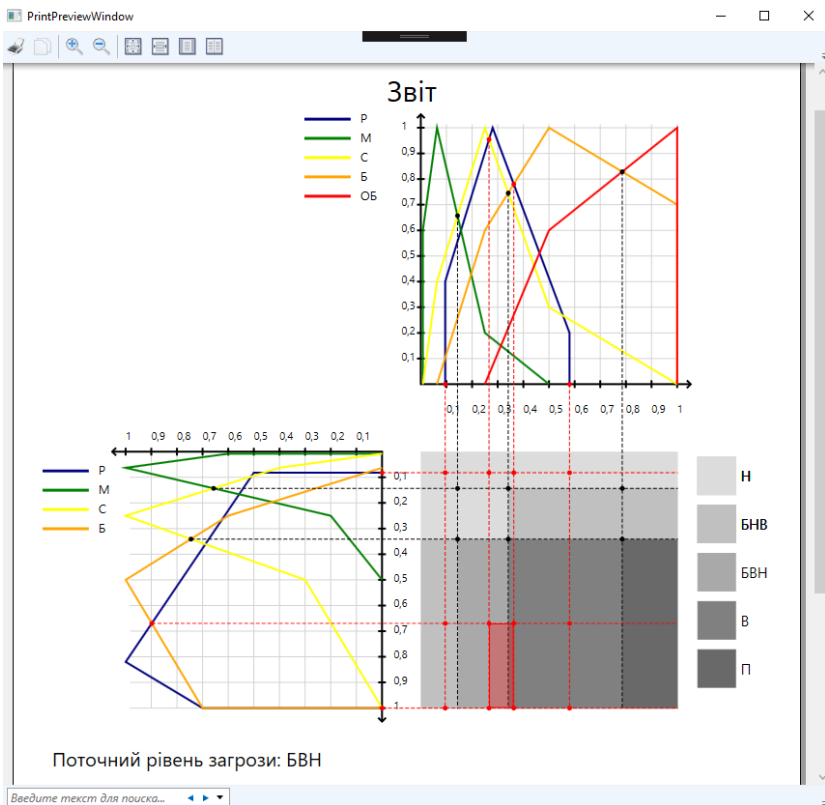 PrintPreviewWindow
Звіт
Р
М
С
Б
ОБ
1
0,9
0,8
0,7
0,6
0,5
0,4
0,3
0,2
0,1
0,1 0,2 0,3 0,4 0,5 0,6 0,7 0,8 0,9 1
1 0,9 0,8 0,7 0,6 0,5 0,4 0,3 0,2 0,1
Р
М
С
Б
0,1
0,2
0,3
0,4
0,5
0,6
0,7
0,8
0,9
1
Н
БНВ
БВН
В
П
Поточний рівень загрози: БВН
Введите текст для поиска...